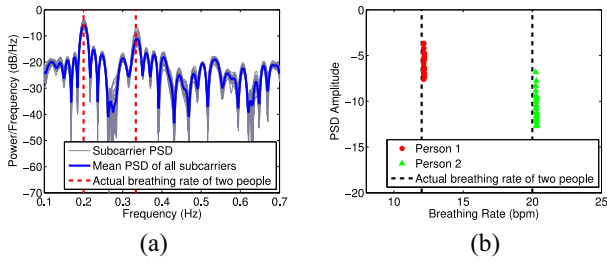 0
−10
−20
−30
−40
−50
−60
−70
Power/Frequency (dB/Hz)
Subcarrier PSD
Mean PSD of all subcarriers
Actual breathing rate of two people
0.1 0.2 0.3 0.4 0.5 0.6 0.7
Frequency (Hz)
(a)
0
−5
−10
−15
−20
PSD Amplitude
Person 1
Person 2
Actual breathing rate of two people
10 15 20 25
Breathing Rate (bpm)
(b)